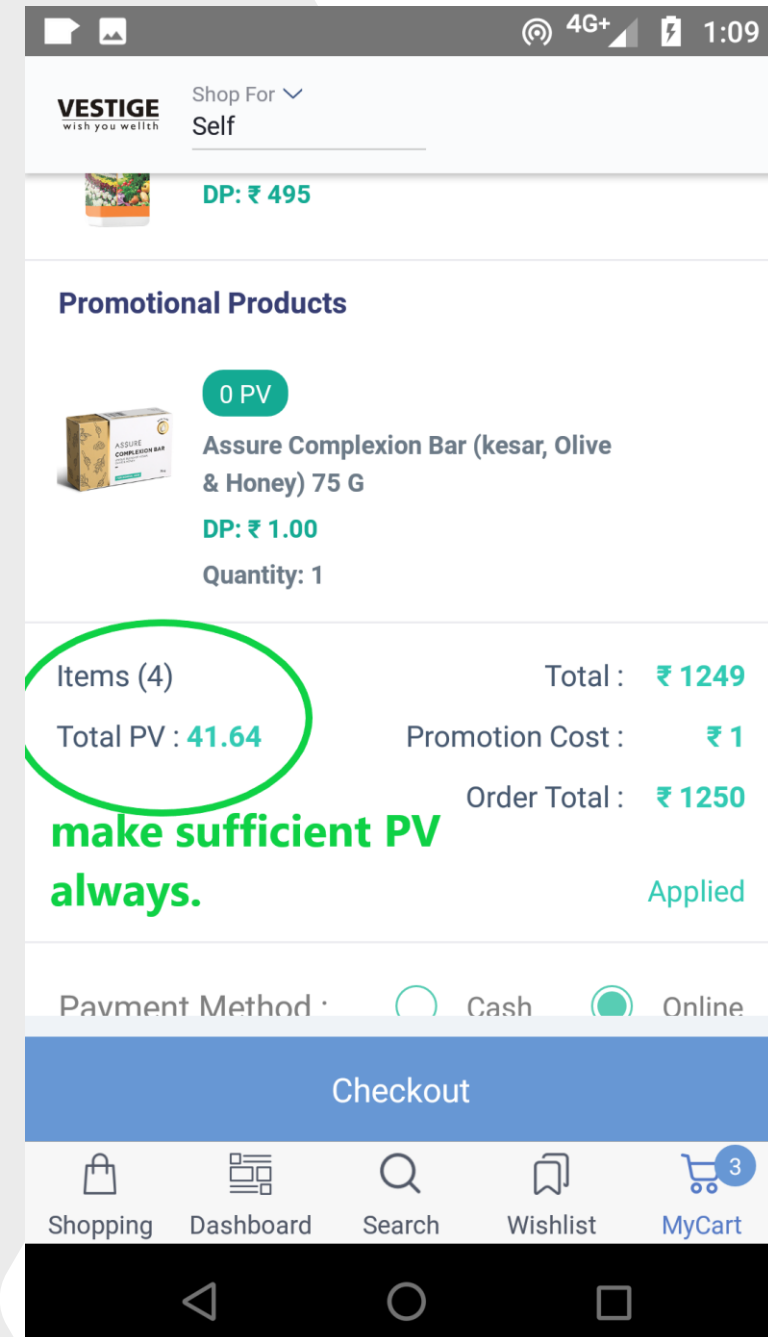 4G+ 1:09
VESTIGE
wish you wellth
Shop For
Self
DP: ₹ 495
Promotional Products
0 PV
ASSURE
COMPLEXION BAR
Assure Complexion Bar (kesar, Olive
& Honey) 75 G
DP: ₹ 1.00
Quantity: 1
Items (4)
Total : ₹ 1249
Total PV : 41.64
Promotion Cost : ₹ 1
Order Total : ₹ 1250
make sufficient PV
always.
Applied
Payment Method : Cash Online
Checkout
3
Shopping Dashboard Search Wishlist MyCart